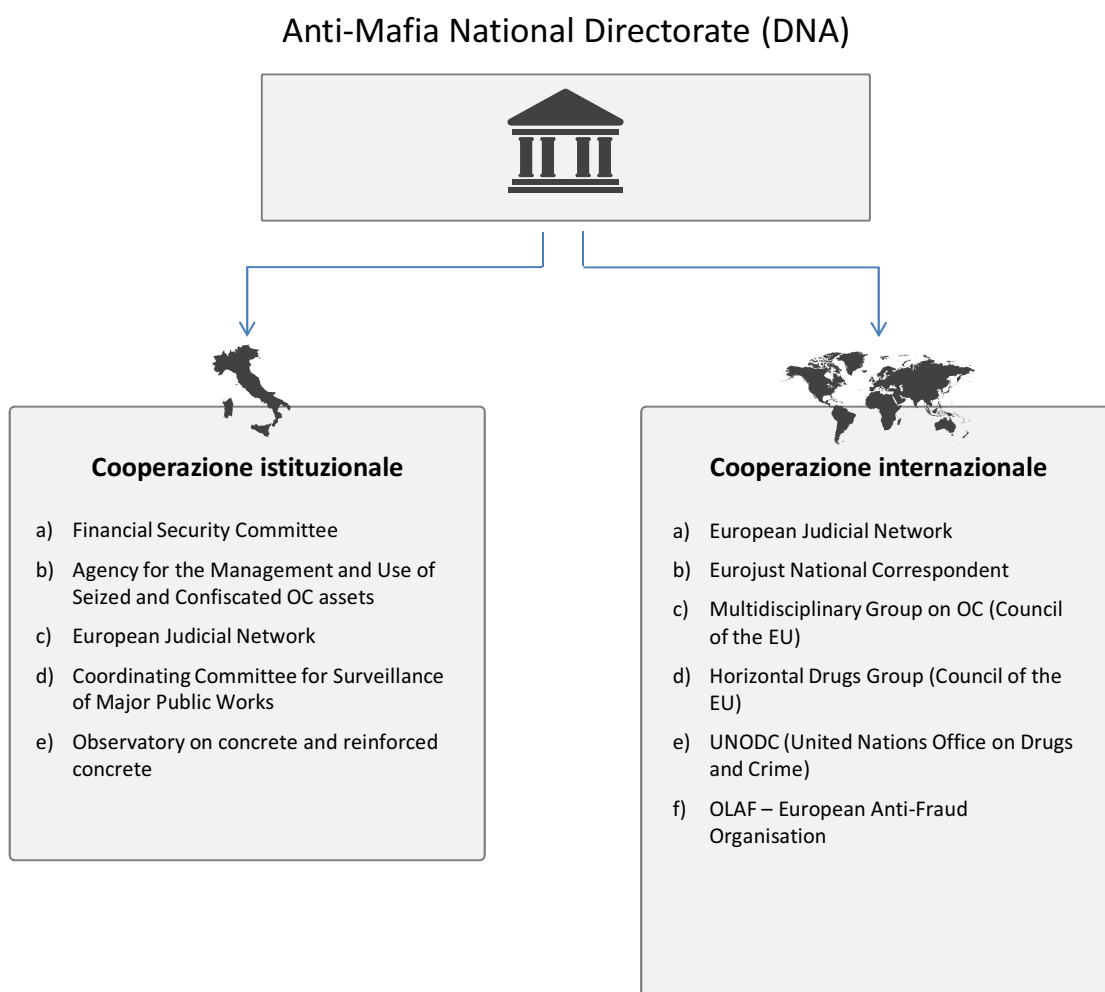 Anti-Mafia National Directorate (DNA)
Cooperazione istituzionale
a) Financial Security Committee
b) Agency for the Management and Use of
Seized and Confiscated OC assets
c) European Judicial Network
d) Coordinating Committee for Surveillance
of Major Public Works
e) Observatory on concrete and reinforced
concrete
Cooperazione internazionale
a) European Judicial Network
b) Eurojust National Correspondent
c) Multidisciplinary Group on OC (Council
of the EU)
d) Horizontal Drugs Group (Council of the
EU)
e) UNODC (United Nations Office on Drugs
and Crime)
f) OLAF – European Anti-Fraud
Organisation